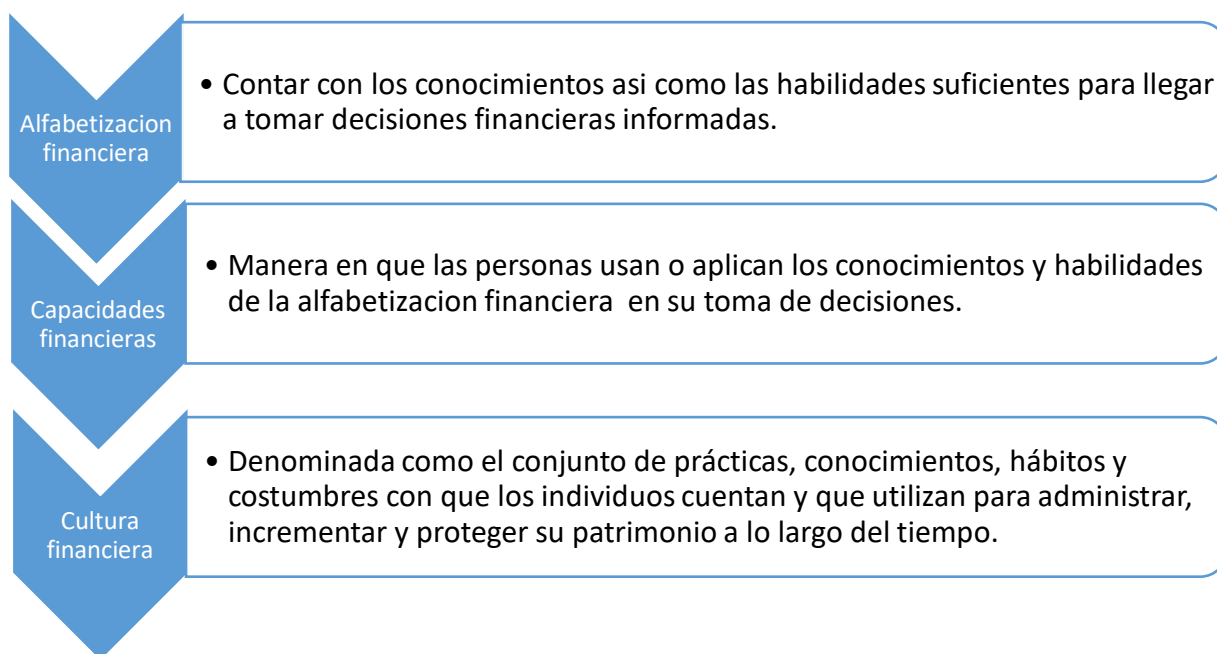 Alfabetizacion
financiera
• Contar con los conocimientos asi como las habilidades suficientes para llegar
a tomar decisiones financieras informadas.
Capacidades
financieras
• Manera en que las personas usan o aplican los conocimientos y habilidades
de la alfabetizacion financiera  en su toma de decisiones.
Cultura
financiera
• Denominada como el conjunto de prácticas, conocimientos, hábitos y
costumbres con que los individuos cuentan y que utilizan para administrar,
incrementar y proteger su patrimonio a lo largo del tiempo.